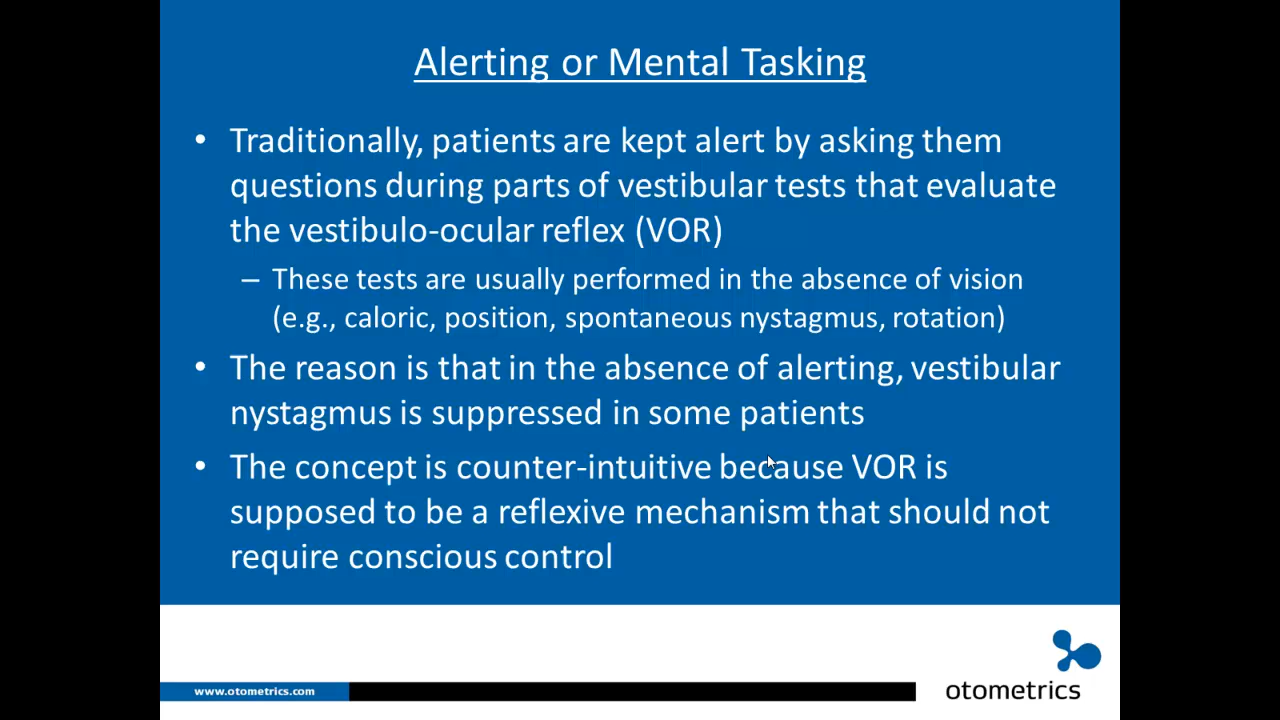 Alerting or Mental Tasking
• Traditionally, patients are kept alert by asking them
questions during parts of vestibular tests that evaluate
the vestibulo-ocular reflex (VOR)
– These tests are usually performed in the absence of vision
(e.g., caloric, position, spontaneous nystagmus, rotation)
• The reason is that in the absence of alerting, vestibular
nystagmus is suppressed in some patients
• The concept is counter-intuitive because VOR is
supposed to be a reflexive mechanism that should not
require conscious control
www.otometrics.com
otometrics